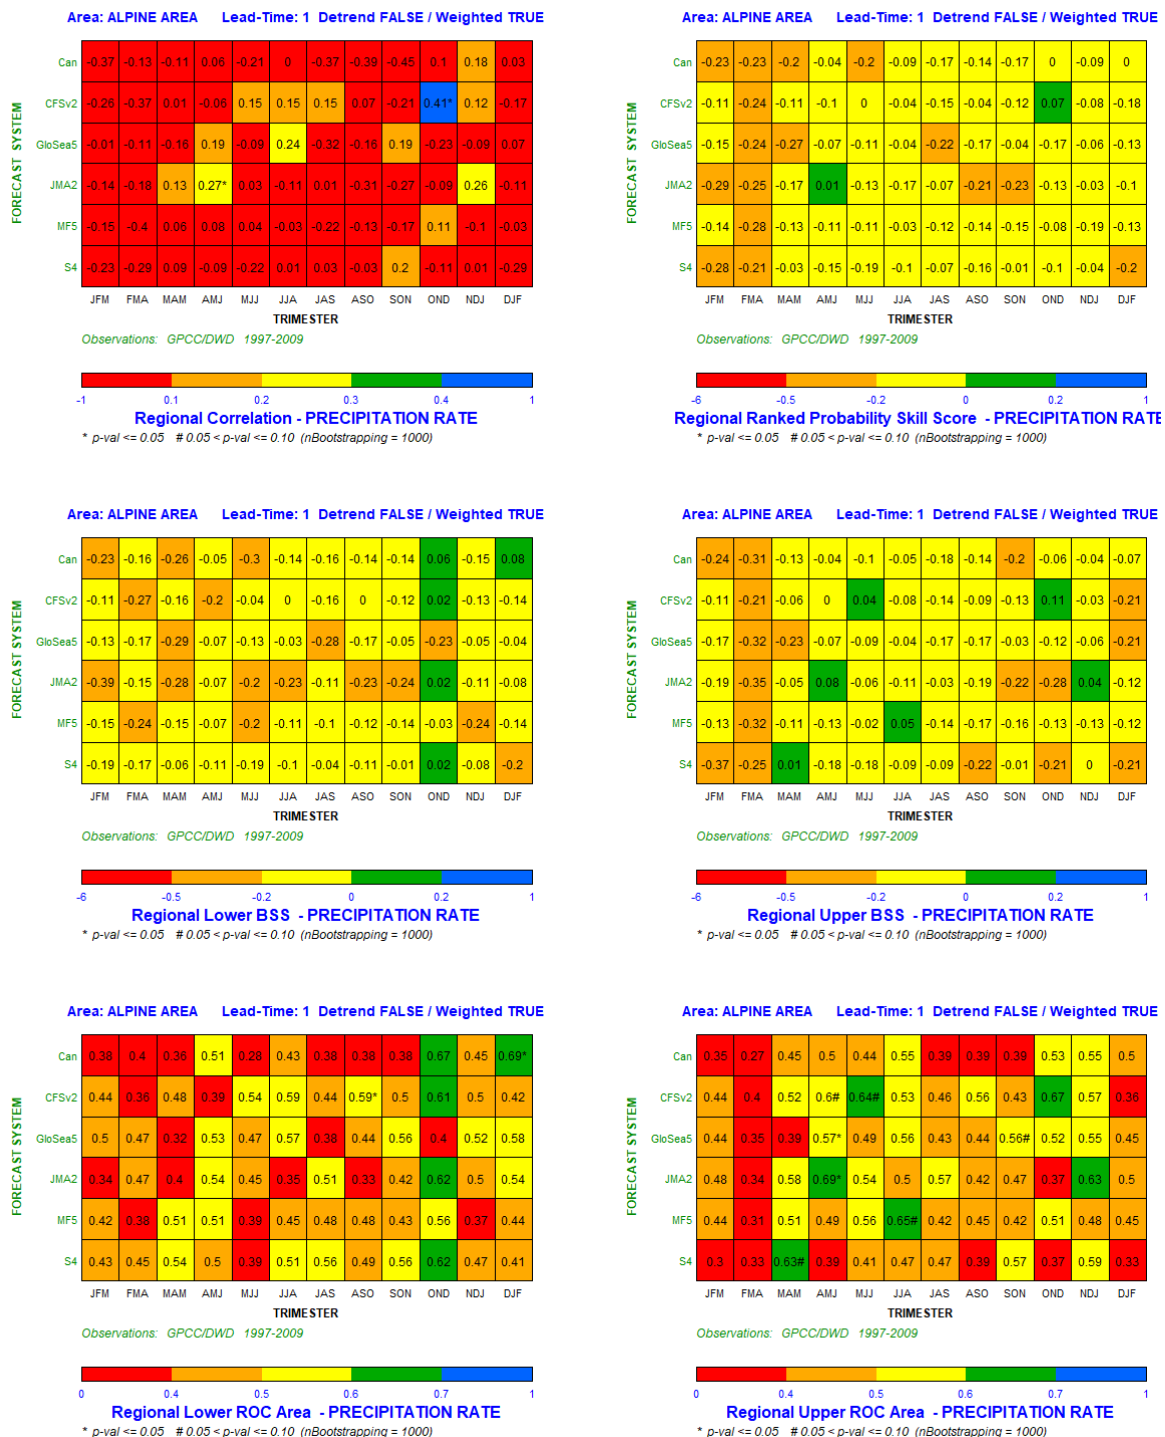 Area: ALPINE AREA Lead-Time: 1 Detrend FALSE / Weighted TRUE
FORECAST SYSTEM
Can -0.37 -0.13 -0.11 0.06 -0.21 0 -0.37 -0.39 -0.45 0.1 0.18 0.03
CFSv2 -0.26 -0.37 0.01 -0.06 0.15 0.15 0.15 0.07 -0.21 0.41* 0.12 -0.17
GloSea5 -0.01 -0.11 -0.16 0.19 -0.09 0.24 -0.32 -0.16 0.19 -0.23 -0.09 0.07
JMA2 -0.14 -0.18 0.13 0.27* 0.03 -0.11 0.01 -0.31 -0.27 -0.09 0.26 -0.11
MF5 -0.15 -0.4 0.06 0.08 0.04 -0.03 -0.22 -0.13 -0.17 0.11 -0.1 -0.03
S4 -0.23 -0.29 0.09 -0.09 -0.22 0.01 0.03 -0.03 0.2 -0.11 0.01 -0.29
JFM FMA MAM AMJ MJJ JJA JAS ASO SON OND NDJ DJF
TRIMESTER
Observations: GPCC/DWD 1997-2009
-1 0.1 0.2 0.3 0.4 1
Regional Correlation - PRECIPITATION RATE
* p-val <= 0.05 # 0.05 < p-val <= 0.10 (nBootstrapping = 1000)
Area: ALPINE AREA Lead-Time: 1 Detrend FALSE / Weighted TRUE
FORECAST SYSTEM
Can -0.23 -0.23 -0.2 -0.04 -0.2 -0.09 -0.17 -0.14 -0.17 0 -0.09 0
CFSv2 -0.11 -0.24 -0.11 -0.1 0 -0.04 -0.15 -0.04 -0.12 0.07 -0.08 -0.18
GloSea5 -0.15 -0.24 -0.27 -0.07 -0.11 -0.04 -0.22 -0.17 -0.04 -0.17 -0.06 -0.13
JMA2 -0.29 -0.25 -0.17 0.01 -0.13 -0.17 -0.07 -0.21 -0.23 -0.13 -0.03 -0.1
MF5 -0.14 -0.28 -0.13 -0.11 -0.11 -0.03 -0.12 -0.14 -0.15 -0.08 -0.19 -0.13
S4 -0.28 -0.21 -0.03 -0.15 -0.19 -0.1 -0.07 -0.16 -0.01 -0.1 -0.04 -0.2
JFM FMA MAM AMJ MJJ JJA JAS ASO SON OND NDJ DJF
TRIMESTER
Observations: GPCC/DWD 1997-2009
-6 -0.5 -0.2 0 0.2 1
Regional Ranked Probability Skill Score - PRECIPITATION RATE
* p-val <= 0.05 # 0.05 < p-val <= 0.10 (nBootstrapping = 1000)
Area: ALPINE AREA Lead-Time: 1 Detrend FALSE / Weighted TRUE
FORECAST SYSTEM
Can -0.23 -0.16 -0.26 -0.05 -0.3 -0.14 -0.16 -0.14 -0.14 0.06 -0.15 0.08
CFSv2 -0.11 -0.27 -0.16 -0.2 -0.04 0 -0.16 0 -0.12 0.02 -0.13 -0.14
GloSea5 -0.13 -0.17 -0.29 -0.07 -0.13 -0.03 -0.28 -0.17 -0.05 -0.23 -0.05 -0.04
JMA2 -0.39 -0.15 -0.28 -0.07 -0.2 -0.23 -0.11 -0.23 -0.24 0.02 -0.11 -0.08
MF5 -0.15 -0.24 -0.15 -0.07 -0.2 -0.11 -0.1 -0.12 -0.14 -0.03 -0.24 -0.14
S4 -0.19 -0.17 -0.06 -0.11 -0.19 -0.1 -0.04 -0.11 -0.01 0.02 -0.08 -0.2
JFM FMA MAM AMJ MJJ JJA JAS ASO SON OND NDJ DJF
TRIMESTER
Observations: GPCC/DWD 1997-2009
-6 -0.5 -0.2 0 0.2 1
Regional Lower BSS - PRECIPITATION RATE
* p-val <= 0.05 # 0.05 < p-val <= 0.10 (nBootstrapping = 1000)
Area: ALPINE AREA Lead-Time: 1 Detrend FALSE / Weighted TRUE
FORECAST SYSTEM
Can -0.24 -0.31 -0.13 -0.04 -0.1 -0.05 -0.14 -0.14 -0.2 -0.06 -0.04 -0.07
CFSv2 -0.11 -0.21 -0.06 0 0.04 -0.08 -0.14 -0.09 -0.13 0.11 -0.03 -0.21
GloSea5 -0.17 -0.32 -0.23 -0.07 -0.09 -0.04 -0.17 -0.17 -0.03 -0.12 -0.06 -0.21
JMA2 -0.19 -0.35 -0.05 0.08 -0.06 -0.11 -0.03 -0.19 -0.22 -0.28 0.04 -0.12
MF5 -0.13 -0.32 -0.11 -0.13 -0.02 0.05 -0.14 -0.17 -0.16 -0.13 -0.13 -0.12
S4 -0.37 -0.25 0.01 -0.18 -0.18 -0.09 -0.09 -0.22 -0.01 -0.21 0 -0.21
JFM FMA MAM AMJ MJJ JJA JAS ASO SON OND NDJ DJF
TRIMESTER
Observations: GPCC/DWD 1997-2009
-6 -0.5 -0.2 0 0.2 1
Regional Upper BSS - PRECIPITATION RATE
* p-val <= 0.05 # 0.05 < p-val <= 0.10 (nBootstrapping = 1000)
Area: ALPINE AREA Lead-Time: 1 Detrend FALSE / Weighted TRUE
FORECAST SYSTEM
Can 0.38 0.4 0.36 0.51 0.28 0.43 0.38 0.38 0.38 0.67 0.45 0.69*
CFSv2 0.44 0.36 0.48 0.39 0.54 0.59 0.44 0.59* 0.5 0.61 0.5 0.42
GloSea5 0.5 0.47 0.32 0.53 0.47 0.57 0.38 0.44 0.56 0.4 0.52 0.58
JMA2 0.34 0.47 0.4 0.54 0.45 0.35 0.51 0.33 0.42 0.62 0.5 0.54
MF5 0.42 0.38 0.51 0.51 0.39 0.45 0.48 0.48 0.43 0.56 0.37 0.44
S4 0.43 0.45 0.54 0.5 0.39 0.51 0.56 0.49 0.56 0.62 0.47 0.41
JFM FMA MAM AMJ MJJ JJA JAS ASO SON OND NDJ DJF
TRIMESTER
Observations: GPCC/DWD 1997-2009
0 0.4 0.5 0.6 0.7 1
Regional Lower ROC Area - PRECIPITATION RATE
* p-val <= 0.05 # 0.05 < p-val <= 0.10 (nBootstrapping = 1000)
Area: ALPINE AREA Lead-Time: 1 Detrend FALSE / Weighted TRUE
FORECAST SYSTEM
Can 0.35 0.27 0.45 0.5 0.44 0.55 0.39 0.39 0.39 0.53 0.55 0.5
CFSv2 0.44 0.4 0.52 0.6# 0.64# 0.53 0.46 0.56 0.43 0.67 0.57 0.36
GloSea5 0.44 0.35 0.39 0.57* 0.49 0.56 0.43 0.44 0.56# 0.52 0.55 0.45
JMA2 0.48 0.34 0.58 0.69* 0.54 0.5 0.57 0.42 0.47 0.37 0.63 0.5
MF5 0.44 0.31 0.51 0.49 0.56 0.65# 0.42 0.45 0.42 0.51 0.48 0.45
S4 0.3 0.33 0.63# 0.39 0.41 0.47 0.47 0.39 0.57 0.37 0.59 0.33
JFM FMA MAM AMJ MJJ JJA JAS ASO SON OND NDJ DJF
TRIMESTER
Observations: GPCC/DWD 1997-2009
0 0.4 0.5 0.6 0.7 1
Regional Upper ROC Area - PRECIPITATION RATE
* p-val <= 0.05 # 0.05 < p-val <= 0.10 (nBootstrapping = 1000)